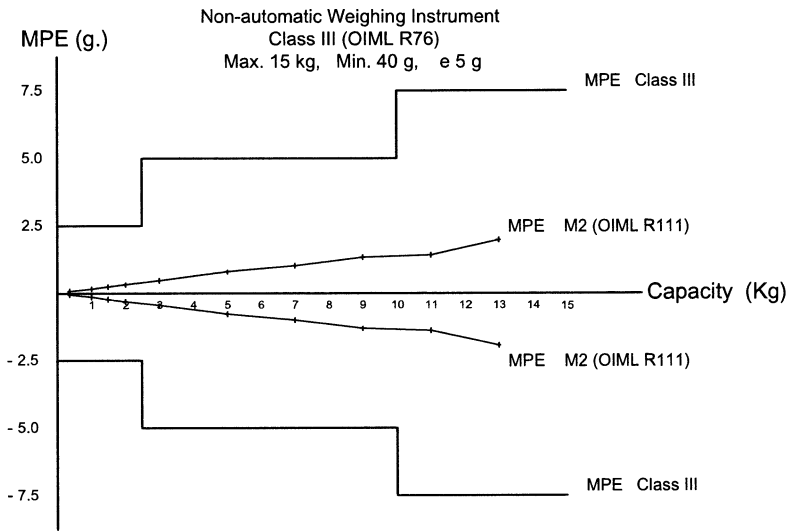 Non-automatic Weighing Instrument
Class III (OIML R76)
Max. 15 kg, Min. 40 g, e 5 g
MPE (g.)
7.5
MPE Class III
5.0
2.5
MPE M2 (OIML R111)
1 2 3 4 5 6 7 8 9 10 11 12 13 14 15
Capacity (Kg)
- 2.5
MPE M2 (OIML R111)
- 5.0
MPE Class III
- 7.5